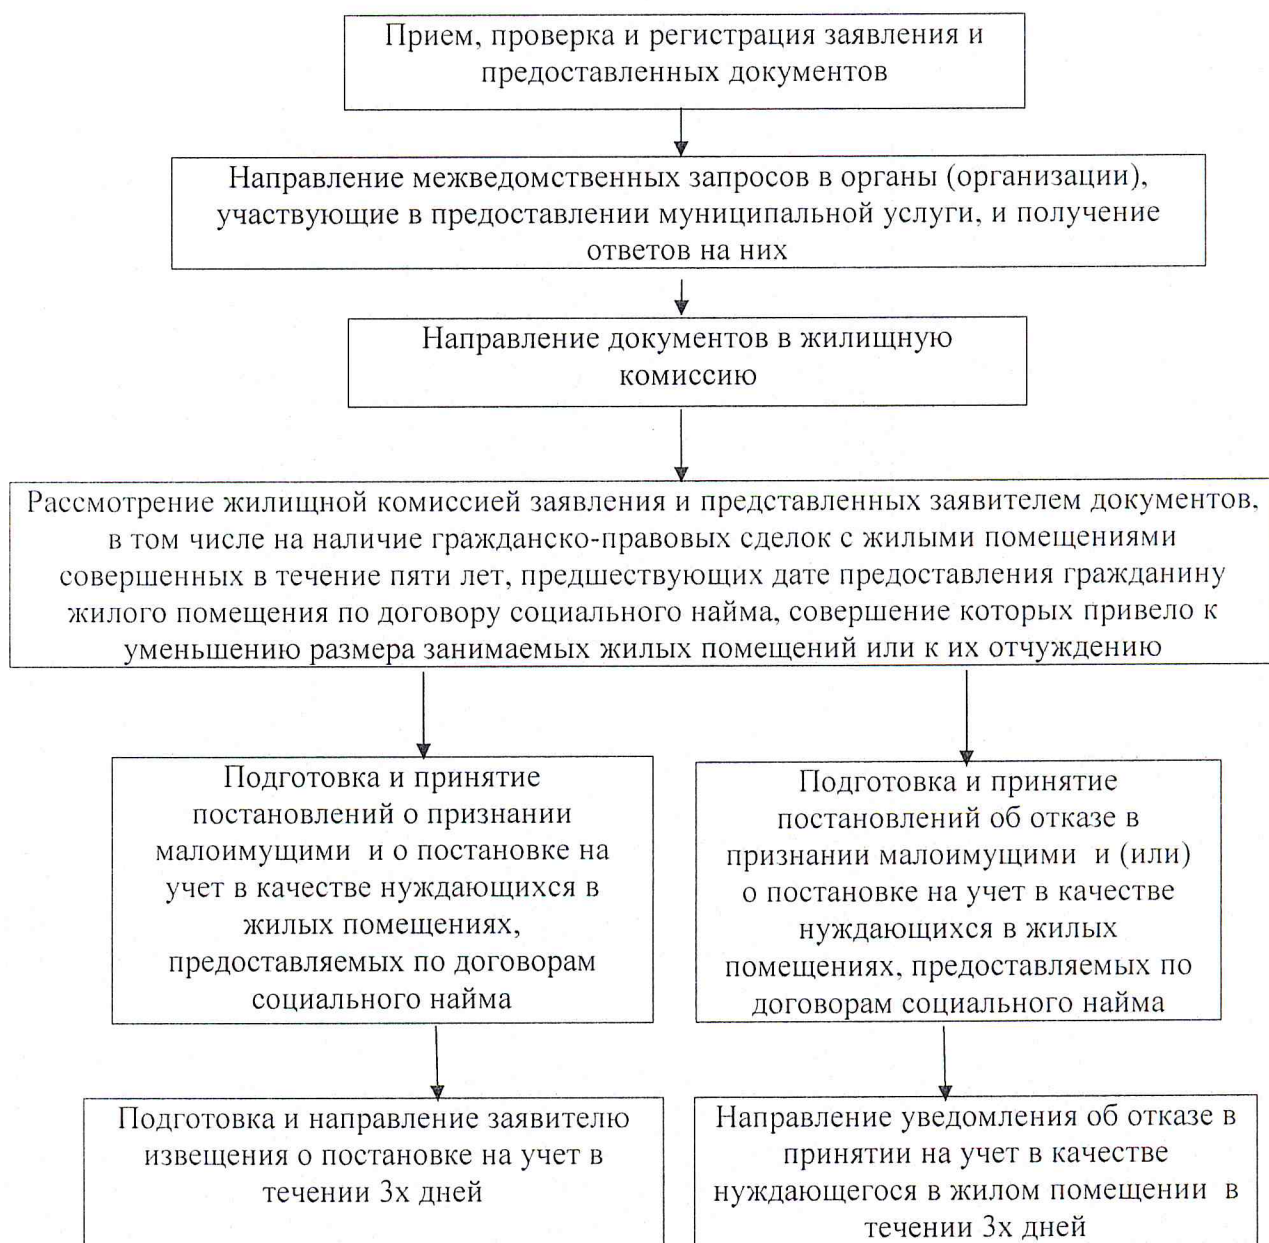 Прием, проверка и регистрация заявления и
предоставленных документов
Направление межведомственных запросов в органы (организации),
участвующие в предоставлении муниципальной услуги, и получение
ответов на них
Направление документов в жилищную
комиссию
Рассмотрение жилищной комиссией заявления и представленных заявителем документов,
в том числе на наличие гражданско-правовых сделок с жилыми помещениями
совершенных в течение пяти лет, предшествующих дате предоставления гражданину
жилого помещения по договору социального найма, совершение которых привело к
уменьшению размера занимаемых жилых помещений или к их отчуждению
Подготовка и принятие
постановлений о признании
малоимущими и о постановке на
учет в качестве нуждающихся в
жилых помещениях,
предоставляемых по договорам
социального найма
Подготовка и принятие
постановлений об отказе в
признании малоимущими и (или)
о постановке на учет в качестве
нуждающихся в жилых
помещениях, предоставляемых по
договорам социального найма
Подготовка и направление заявителю
извещения о постановке на учет в
течении 3х дней
Направление уведомления об отказе в
принятии на учет в качестве
нуждающегося в жилом помещении в
течении 3х дней